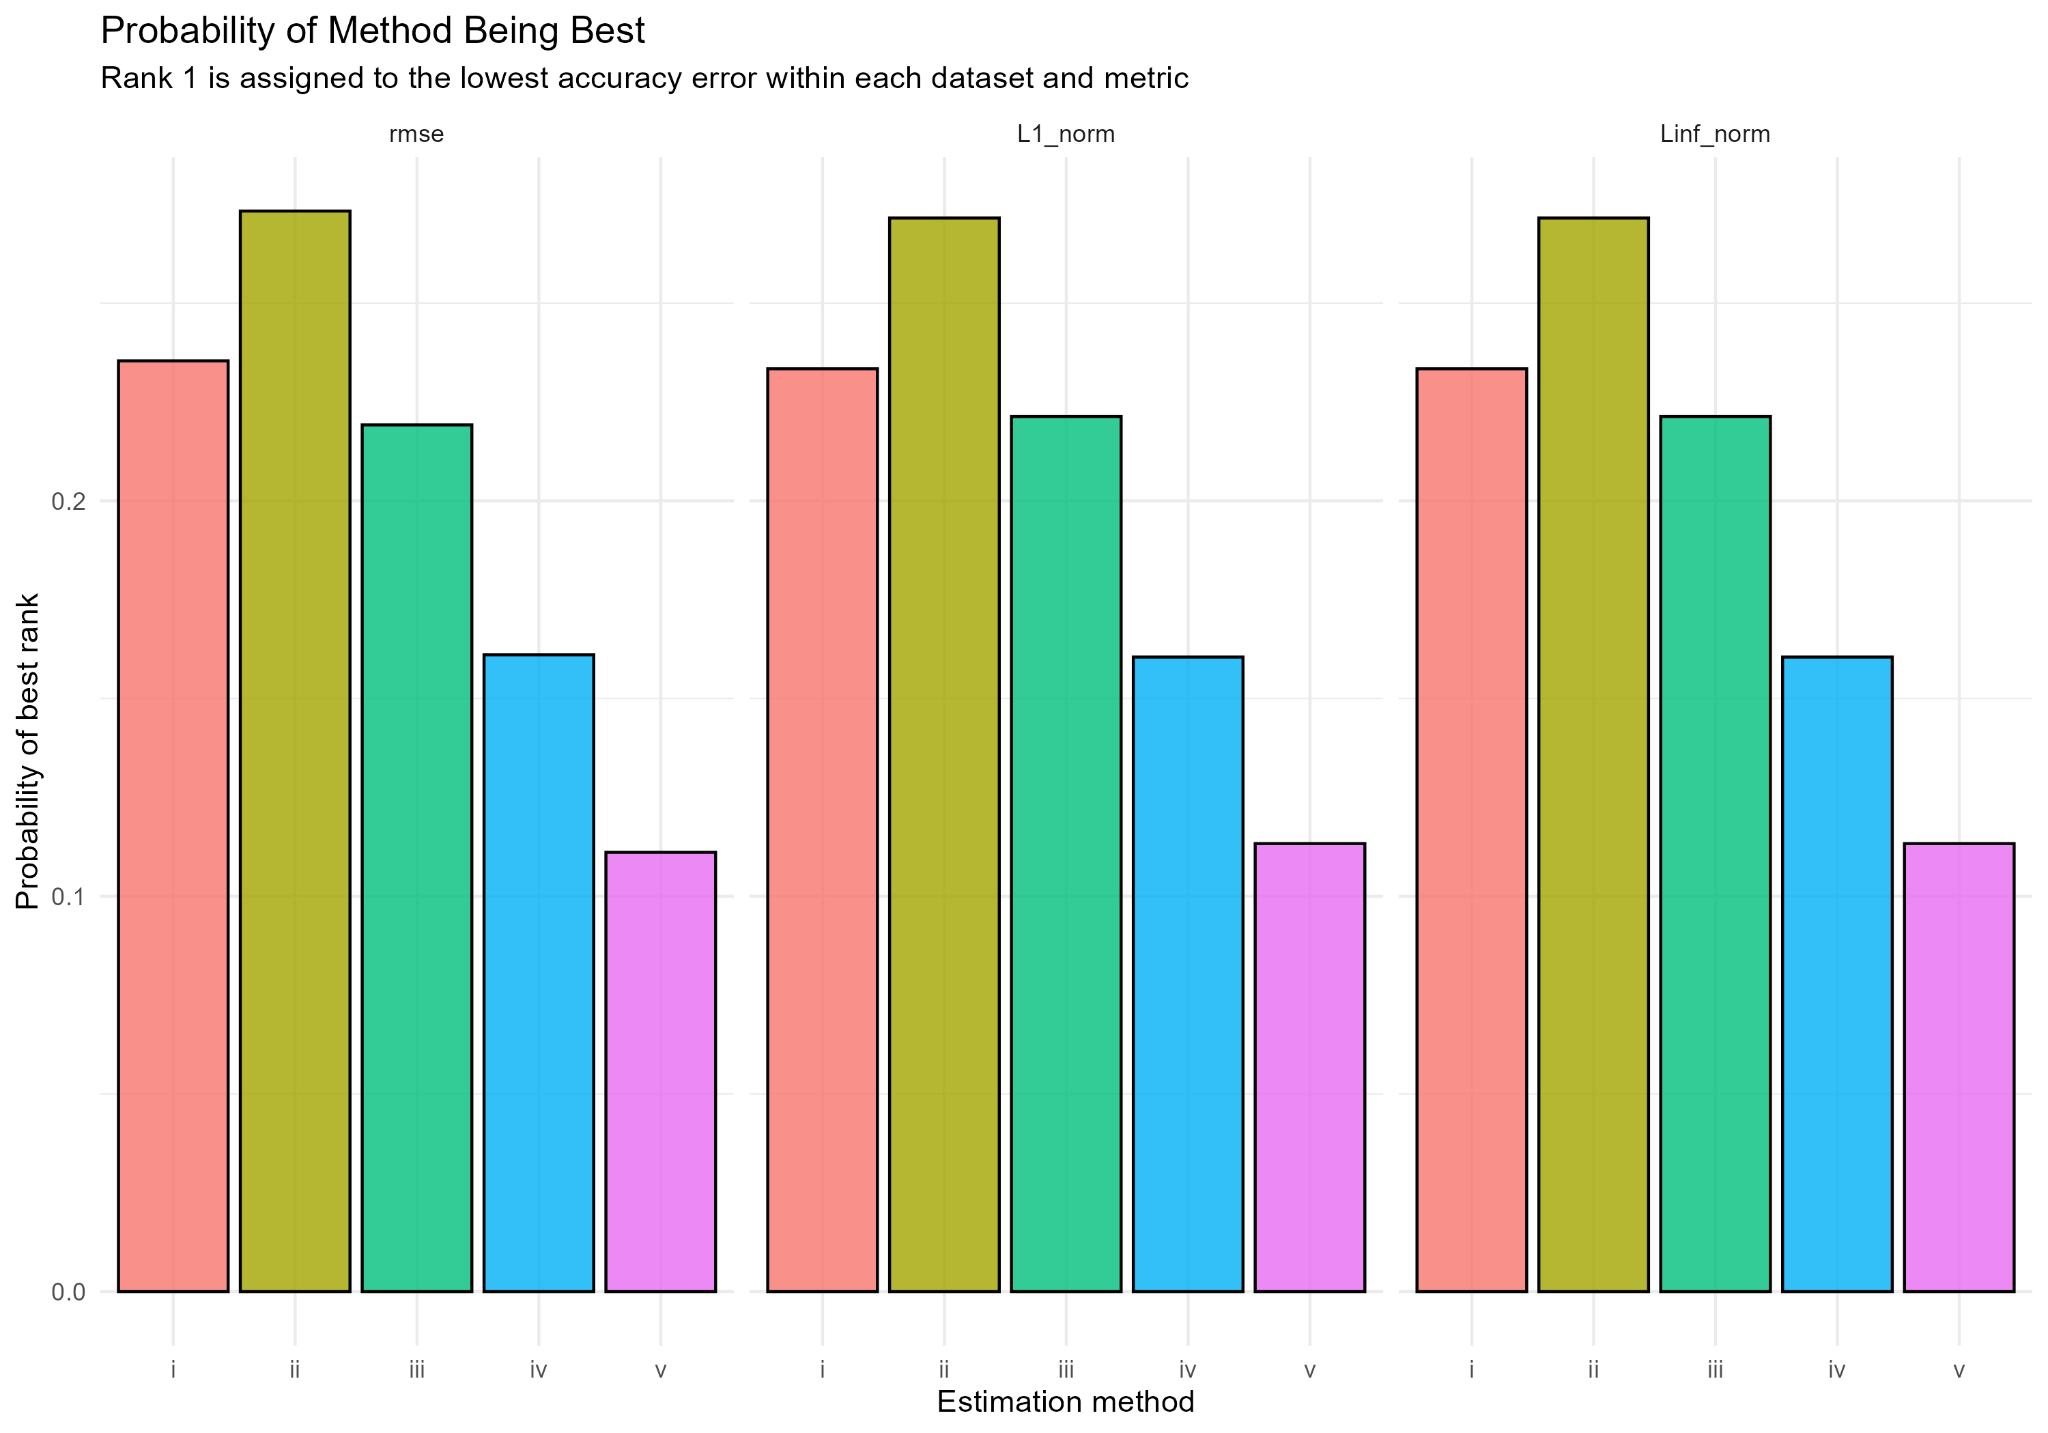 Probability of Method Being Best
Rank 1 is assigned to the lowest accuracy error within each dataset and metric
rmse L1_norm Linf_norm
Probability of best rank
0.2
0.1
0.0
i ii iii iv v i ii iii iv v i ii iii iv v
Estimation method